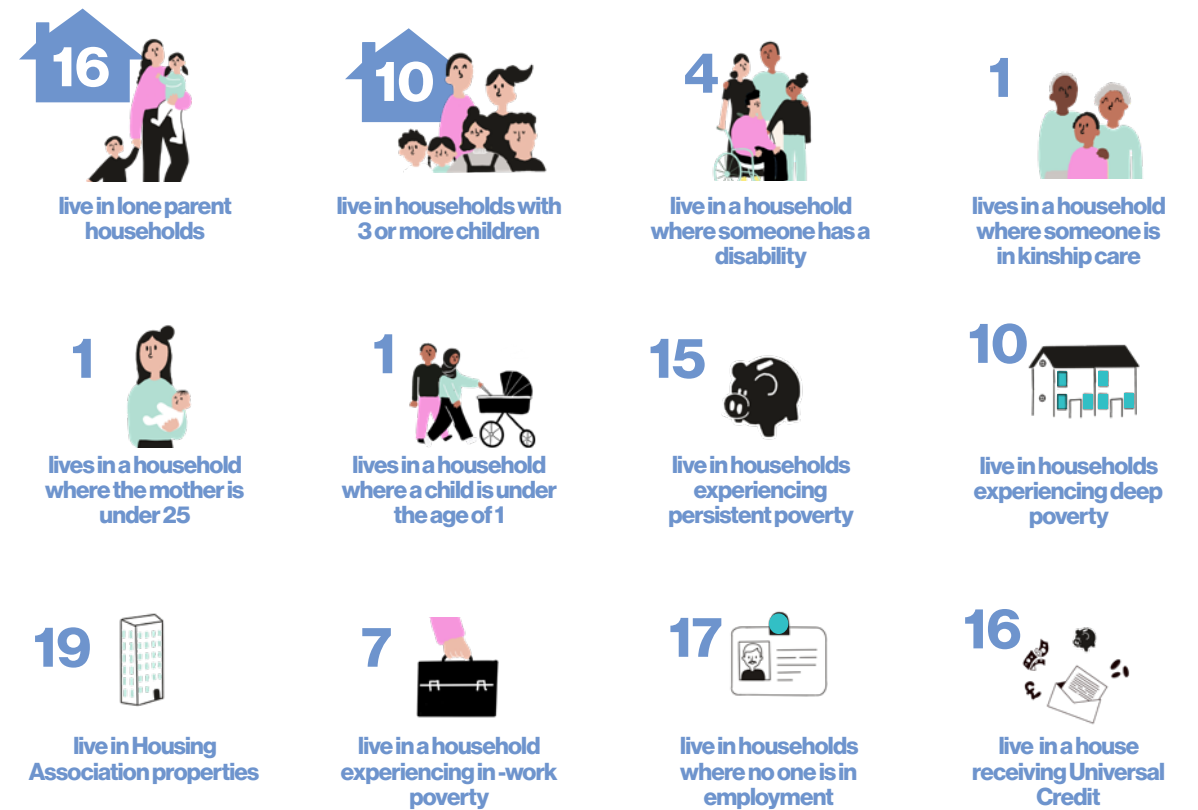 16
live in lone parent
households
10
live in households with
3 or more children
4
live in a household
where someone has a
disability
1
lives in a household
where someone is
in kinship care
1
lives in a household
where the mother is
under 25
1
lives in a household
where a child is under
the age of 1
15
live in households
experiencing
persistent poverty
10
live in households
experiencing deep
poverty
19
live in Housing
Association properties
7
live in a household
experiencing in -work
poverty
17
live in households
where no one is in
employment
16
£
live in a house
receiving Universal
Credit